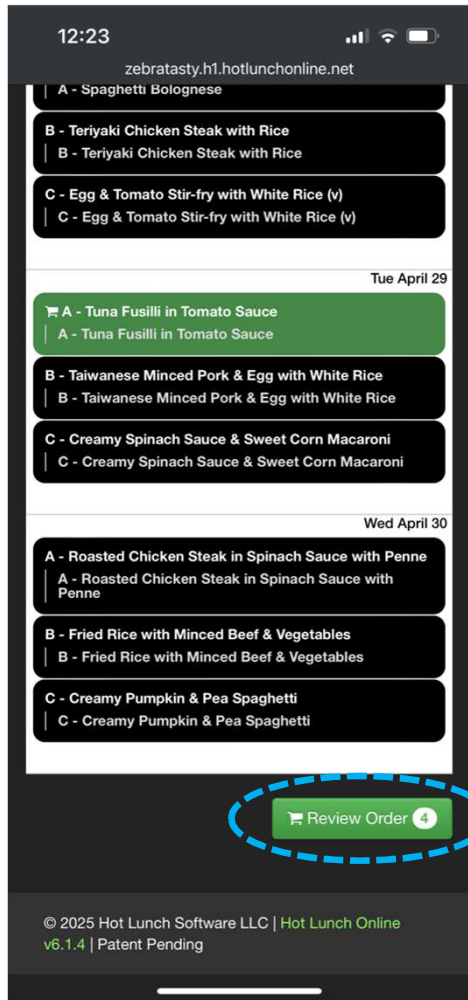 12:23
zebratasty.h1.hotlunchonline.net
A - Spaghetti Bolognese
B - Teriyaki Chicken Steak with Rice
B - Teriyaki Chicken Steak with Rice
C - Egg & Tomato Stir-fry with White Rice (v)
C - Egg & Tomato Stir-fry with White Rice (v)
Tue April 29
A - Tuna Fusilli in Tomato Sauce
A - Tuna Fusilli in Tomato Sauce
B - Taiwanese Minced Pork & Egg with White Rice
B - Taiwanese Minced Pork & Egg with White Rice
C - Creamy Spinach Sauce & Sweet Corn Macaroni
C - Creamy Spinach Sauce & Sweet Corn Macaroni
Wed April 30
A - Roasted Chicken Steak in Spinach Sauce with Penne
A - Roasted Chicken Steak in Spinach Sauce with
Penne
B - Fried Rice with Minced Beef & Vegetables
B - Fried Rice with Minced Beef & Vegetables
C - Creamy Pumpkin & Pea Spaghetti
C - Creamy Pumpkin & Pea Spaghetti
Review Order 4
© 2025 Hot Lunch Software LLC | Hot Lunch Online
v6.1.4 | Patent Pending